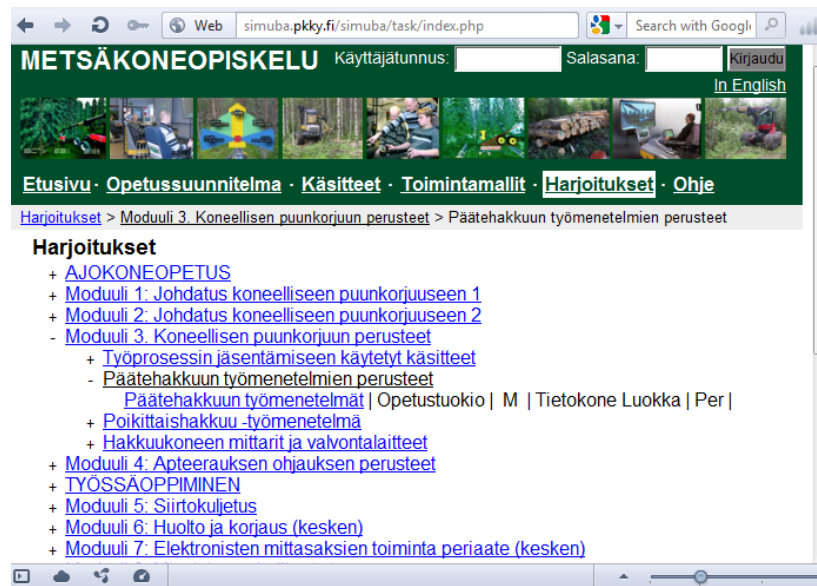 Web simuba.pkky.fi/simuba/task/index.php Search with Googl
METSÄKONEOPISKELU Käyttäjätunnus: Salasana: Kirjaudu
In English
Etusivu · Opetussuunnitelma · Käsitteet · Toimintamallit · Harjoitukset · Ohje
Harjoitukset > Moduuli 3. Koneellisen puunkorjuun perusteet > Päätehakkuun työmenetelmien perusteet
Harjoitukset
+ AJOKONEOPETUS
+ Moduuli 1: Johdatus koneelliseen puunkorjuuseen 1
+ Moduuli 2: Johdatus koneelliseen puunkorjuuseen 2
- Moduuli 3. Koneellisen puunkorjuun perusteet
+ Työprosessin jäsentämiseen käytetyt käsitteet
- Päätehakkuun työmenetelmien perusteet
Päätehakkuun työmenetelmät | Opetustuokio | M | Tietokone Luokka | Per |
+ Poikittaishakkuu -työmenetelmä
+ Hakkuukoneen mittarit ja valvontalaitteet
+ Moduuli 4: Apteerauksen ohjauksen perusteet
+ TYÖSSÄOPPIMINEN
+ Moduuli 5: Siirtokuljetus
+ Moduuli 6: Huolto ja korjaus (kesken)
+ Moduuli 7: Elektronisten mittasaksien toiminta periaate (kesken)